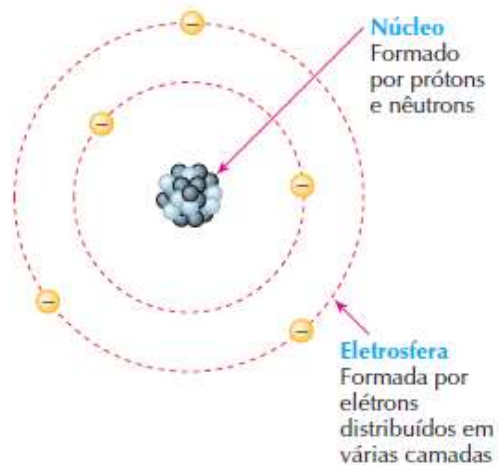 Núcleo
Formado
por prótons
e nêutrons
−
−
−
−
−
Eletrosfera
Formada por
elétrons
distribuídos em
várias camadas